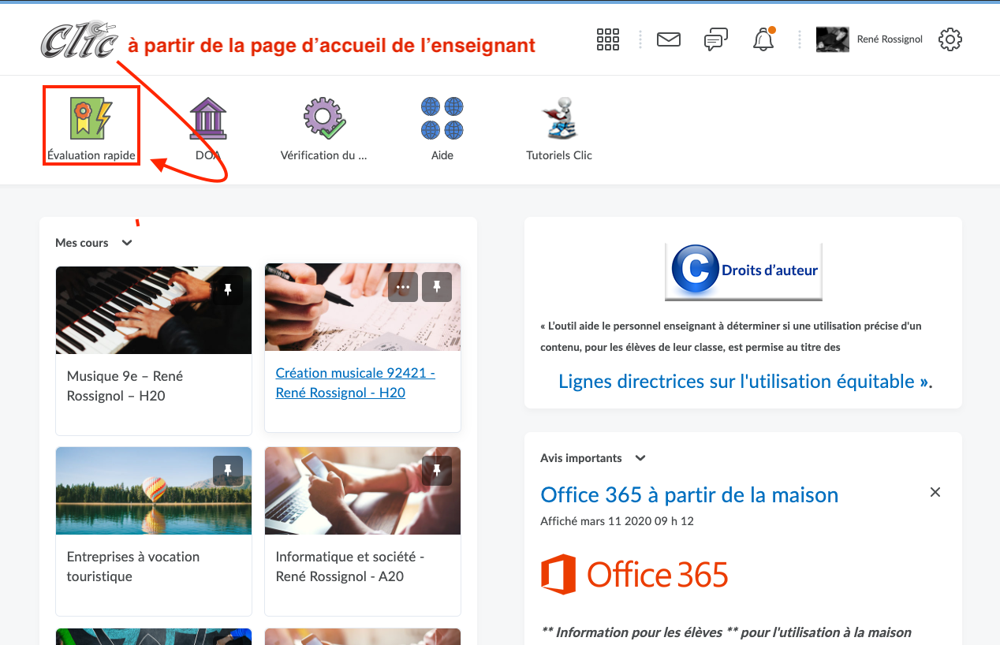 Clic
à partir de la page d'accueil de l'enseignant
René Rossignol
Évaluation rapide
DOA
Vérification du ...
Aide
Tutoriels Clic
Mes cours
Musique 9e – René
Rossignol – H20
Création musicale 92421 -
René Rossignol - H20
Entreprises à vocation
touristique
Informatique et société -
René Rossignol - A20
C Droits d'auteur
« L'outil aide le personnel enseignant à déterminer si une utilisation précise d'un
contenu, pour les élèves de leur classe, est permise au titre des
Lignes directrices sur l'utilisation équitable ».
Avis importants
Office 365 à partir de la maison
Affiché mars 11 2020 09 h 12
Office 365
** Information pour les élèves ** pour l'utilisation à la maison